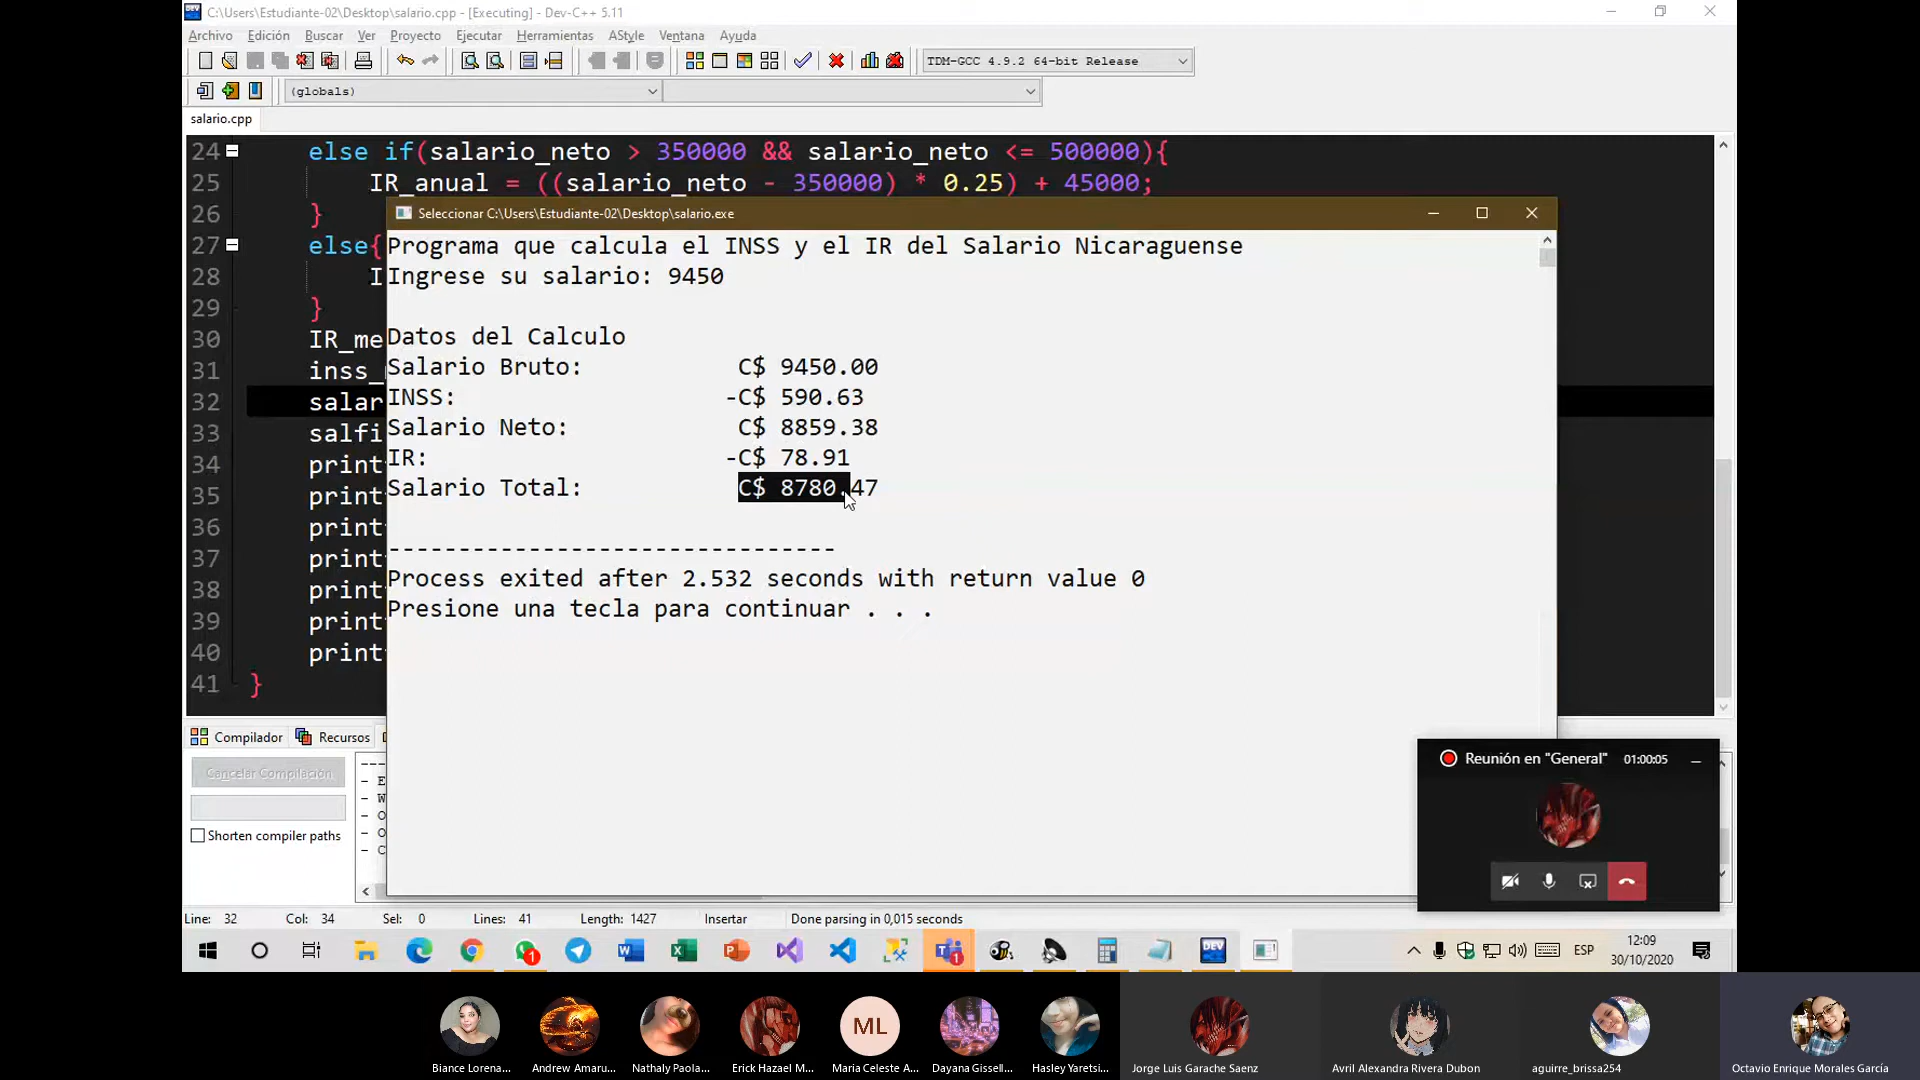 C:\Users\Estudiante-02\Desktop\salario.cpp - [Executing] - Dev-C++ 5.11
Archivo Edición Buscar Ver Proyecto Ejecutar Herramientas AStyle Ventana Ayuda
TDM-GCC 4.9.2 64-bit Release
(globals)
salario.cpp
24 else if(salario_neto > 350000 && salario_neto <= 500000){
25 IR_anual = ((salario_neto - 350000) * 0.25) + 45000;
26 }
27 else{
28 I
29 }
30 IR_me
31 inss_
32 salar
33 salfi
34 print
35 print
36 print
37 print
38 print
39 print
40 print
41 }
Seleccionar C:\Users\Estudiante-02\Desktop\salario.exe
Programa que calcula el INSS y el IR del Salario Nicaraguense
Ingrese su salario: 9450
Datos del Calculo
Salario Bruto: C$ 9450.00
INSS: -C$ 590.63
Salario Neto: C$ 8859.38
IR: -C$ 78.91
Salario Total: C$ 8780.47
--------------------------------
Process exited after 2.532 seconds with return value 0
Presione una tecla para continuar . . .
Compilador Recursos
Cancelar Compilación
Shorten compiler paths
- E
- W
- O
- O
- C
Reunión en "General" 01:00:05
Line: 32 Col: 34 Sel: 0 Lines: 41 Length: 1427 Insertar Done parsing in 0,015 seconds
1
1
DEV
ESP
12:09
30/10/2020
ML
Biance Lorena... Andrew Amaru... Nathaly Paola... Erick Hazael M... Maria Celeste A... Dayana Gissell... Hasley Yaretsi... Jorge Luis Garache Saenz Avril Alexandra Rivera Dubon aguirre_brissa254 Octavio Enrique Morales García